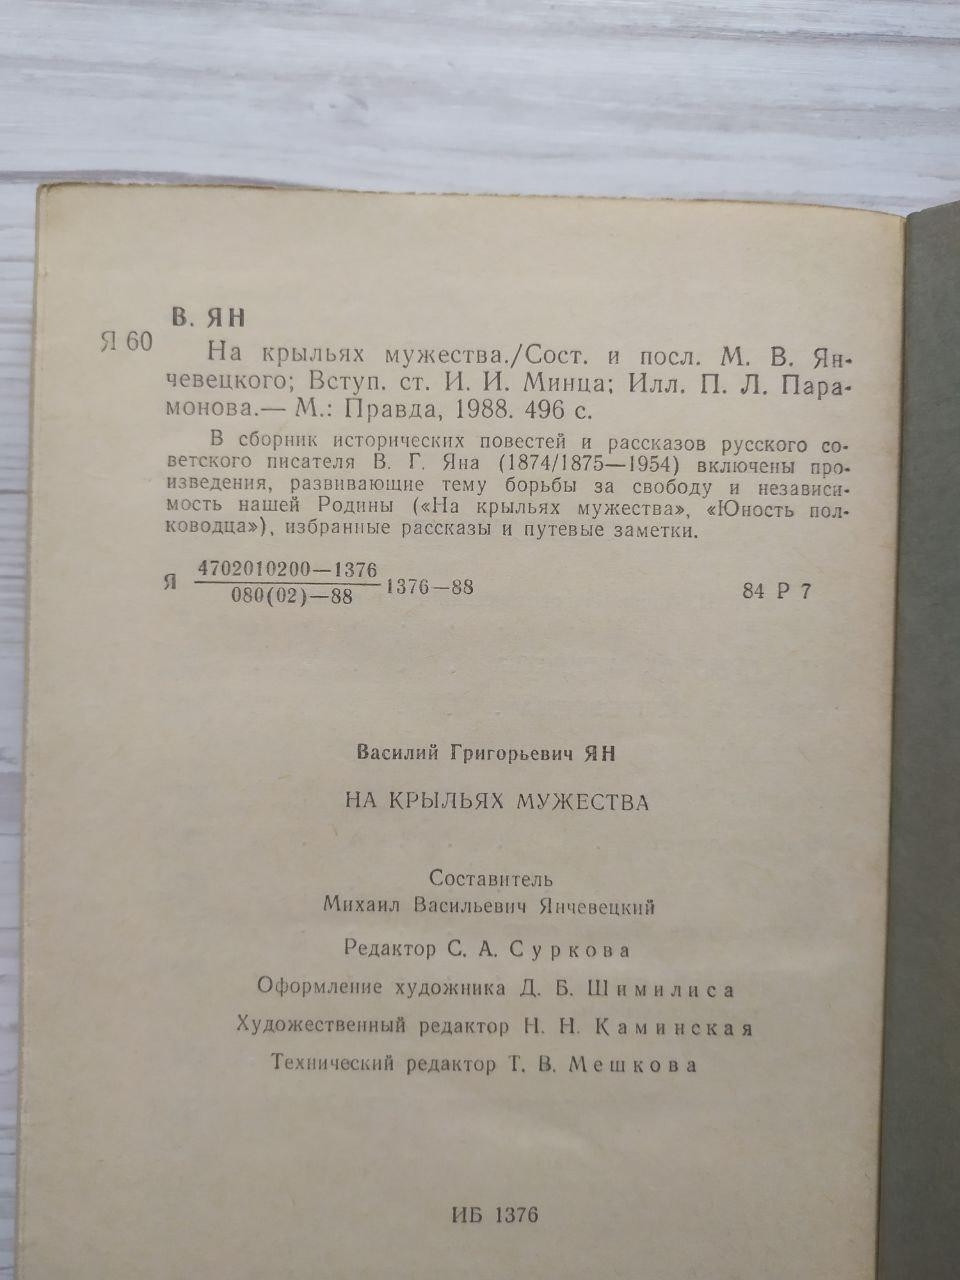 В. ЯН
Я 60
На крыльях мужества./Сост. и посл. М. В. Ян-
чевецкого; Вступ. ст. И. И. Минца; Илл. П. Л. Пара-
монова.— М.: Правда, 1988. 496 с.
В сборник исторических повестей и рассказов русского со-
ветского писателя В. Г. Яна (1874/1875—1954) включены про-
изведения, развивающие тему борьбы за свободу и независи-
мость нашей Родины («На крыльях мужества», «Юность пол-
ководца»), избранные рассказы и путевые заметки.
4702010200—1376
Я 1376—88 84 Р 7
080(02)—88
Василий Григорьевич ЯН
НА КРЫЛЬЯХ МУЖЕСТВА
Составитель
Михаил Васильевич Янчевецкий
Редактор С. А. Суркова
Оформление художника Д. Б. Шимилиса
Художественный редактор Н. Н. Каминская
Технический редактор Т. В. Мешкова
ИБ 1376